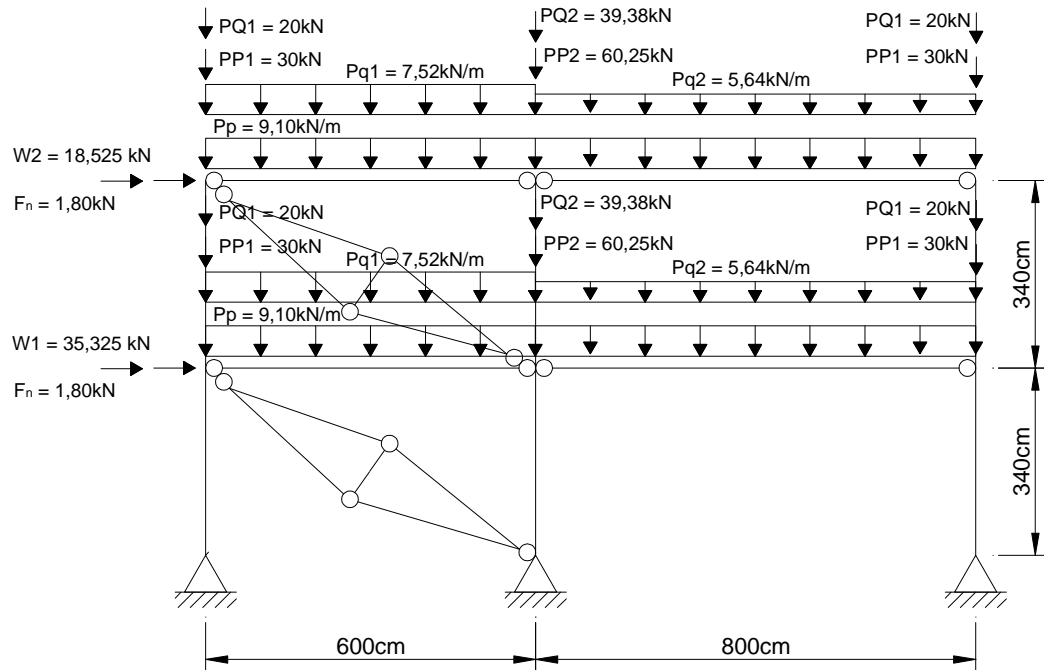 PQ1 = 20kN
PQ2 = 39,38kN
PQ1 = 20kN
PP1 = 30kN
PP2 = 60,25kN
PP1 = 30kN
Pq1 = 7,52kN/m
Pq2 = 5,64kN/m
Pp = 9,10kN/m
W2 = 18,525 kN
Fn = 1,80kN
PQ1 = 20kN
PQ2 = 39,38kN
PQ1 = 20kN
PP1 = 30kN
PP2 = 60,25kN
PP1 = 30kN
Pq1 = 7,52kN/m
Pq2 = 5,64kN/m
340cm
Pp = 9,10kN/m
W1 = 35,325 kN
Fn = 1,80kN
340cm
600cm
800cm